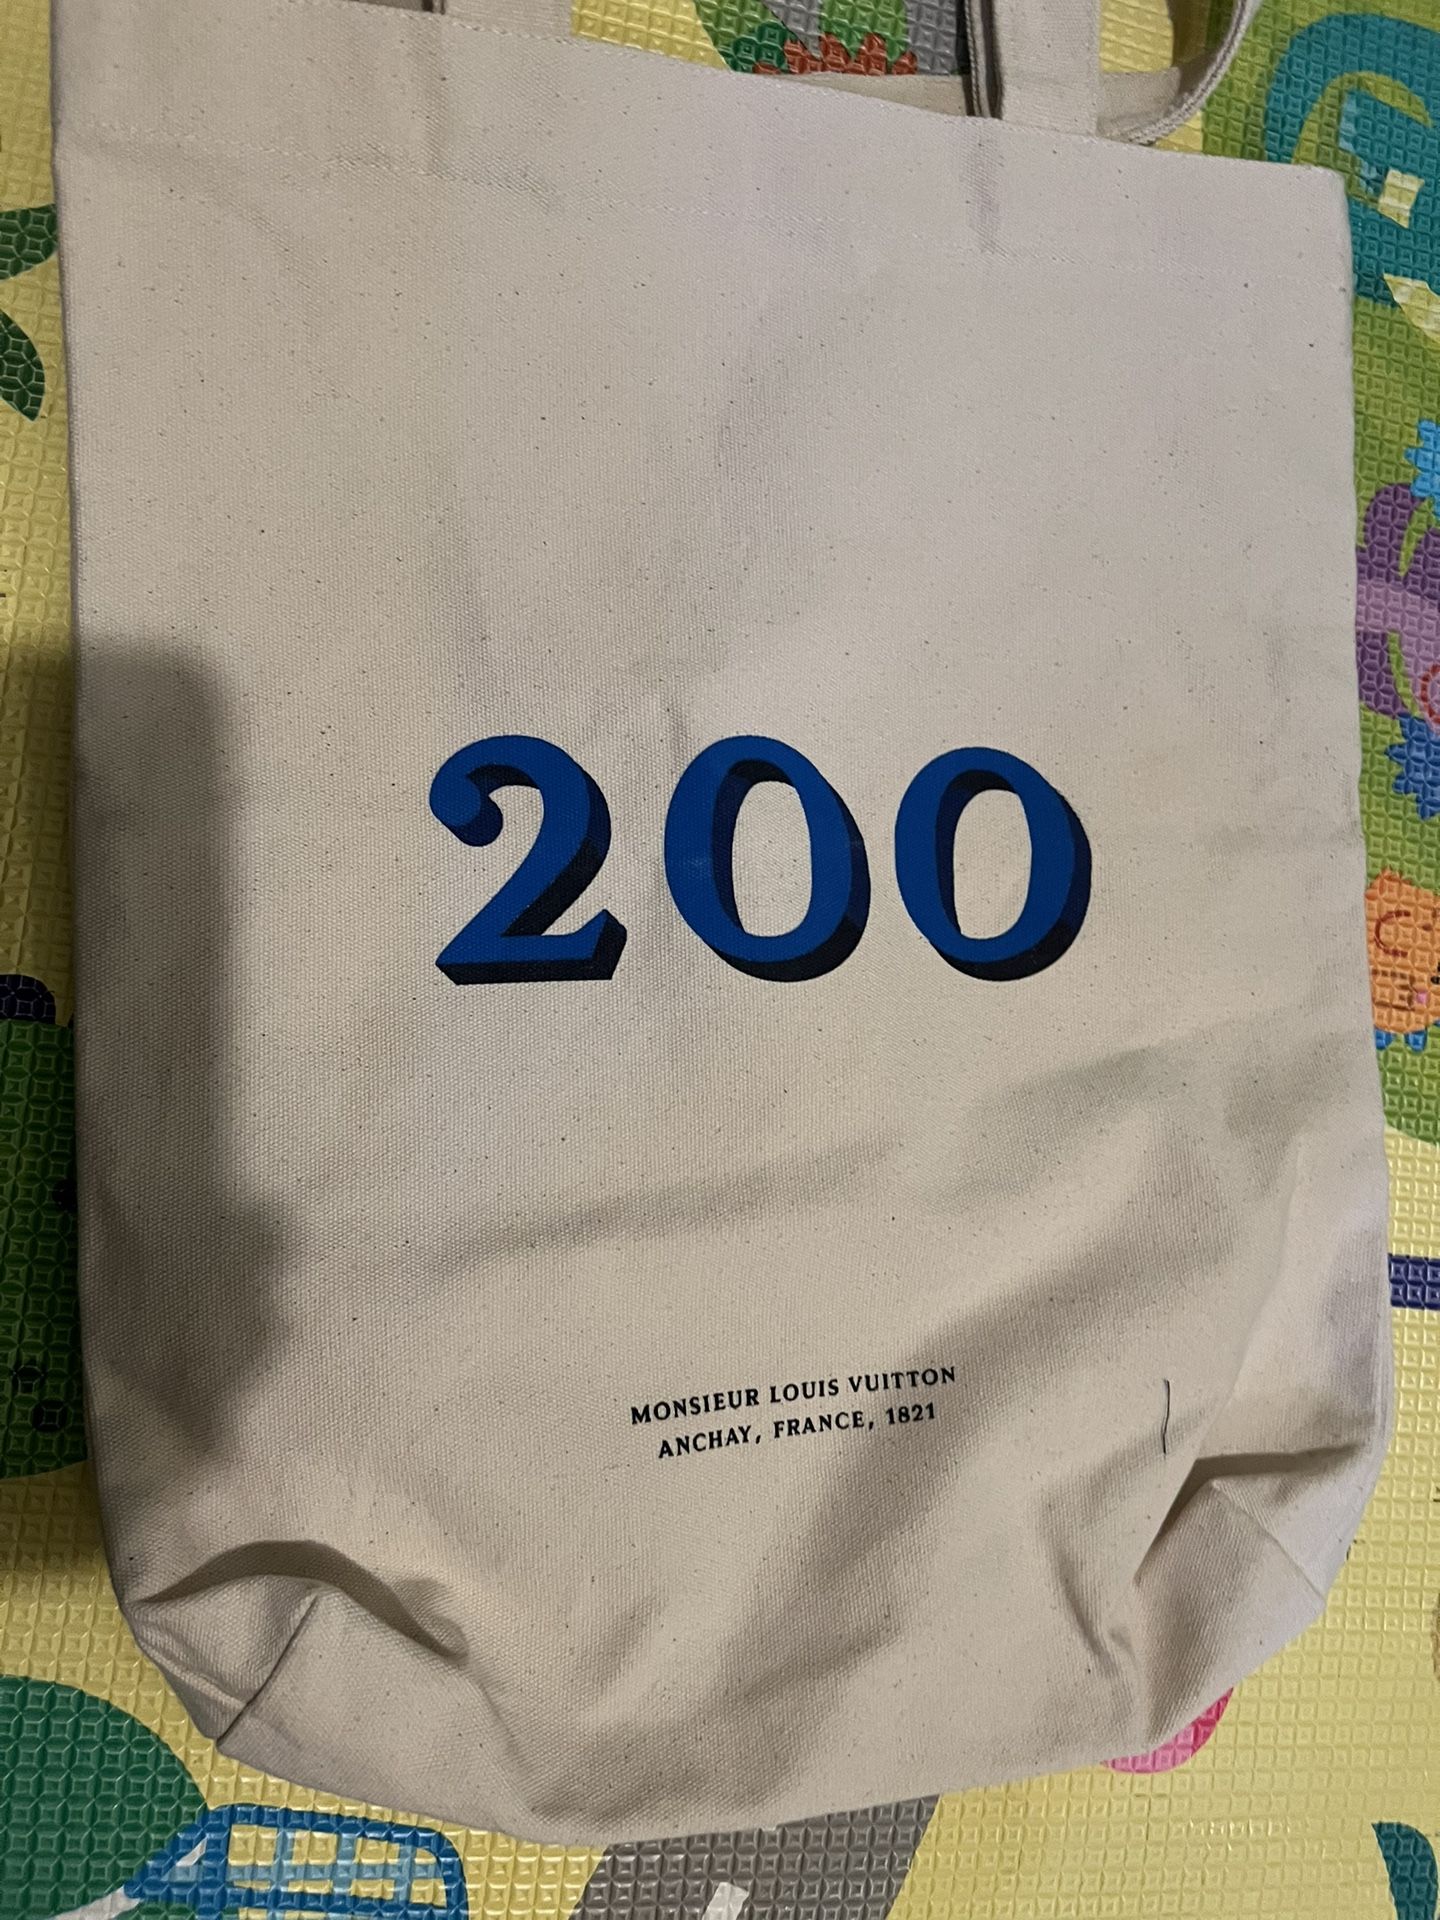 200
MONSIEUR LOUIS VUITTON
ANCHAY, FRANCE, 1821